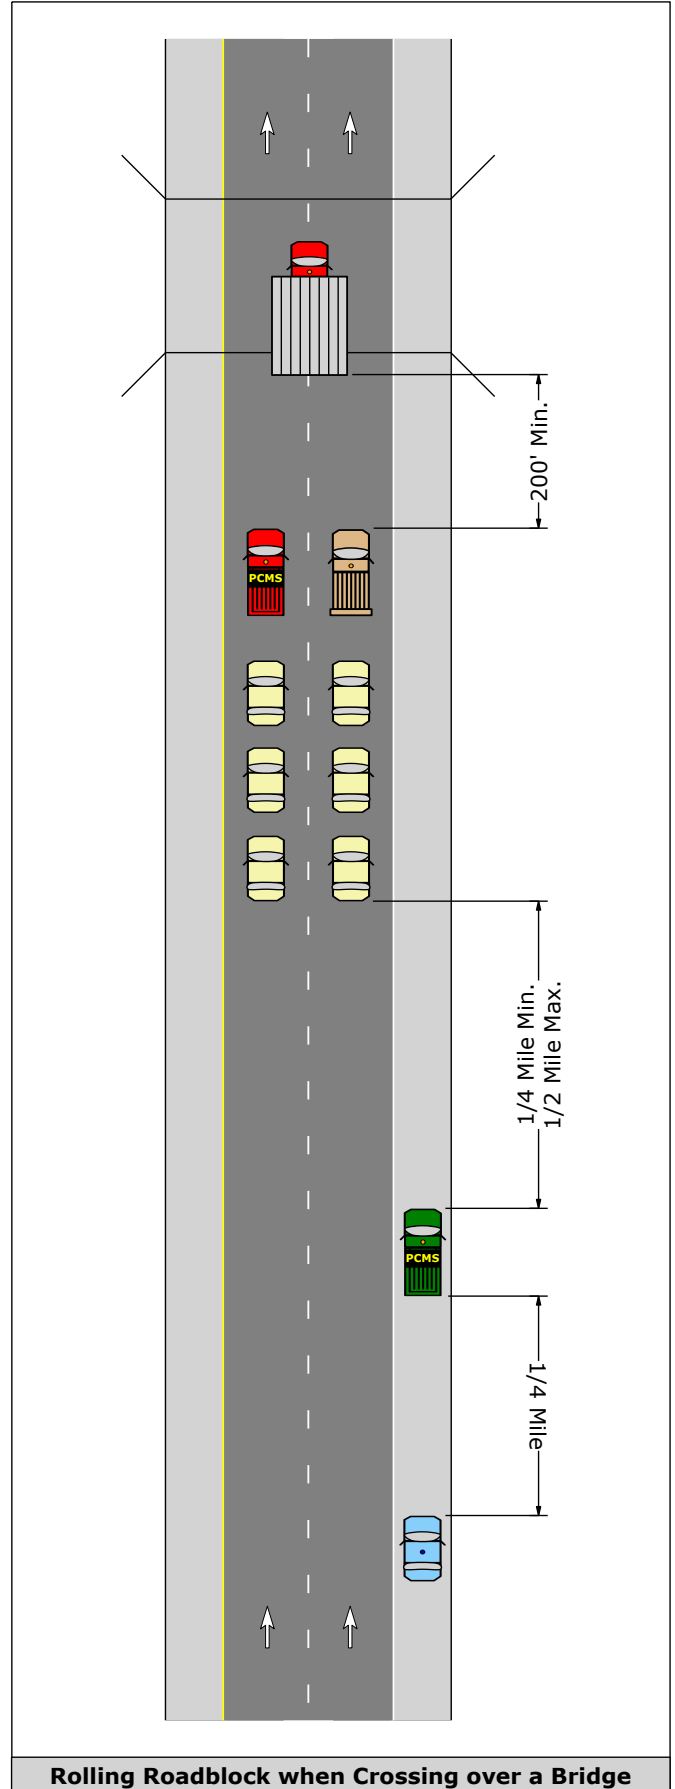 200' Min.
PCMS
1/4 Mile Min.
1/2 Mile Max.
PCMS
1/4 Mile
Rolling Roadblock when Crossing over a Bridge